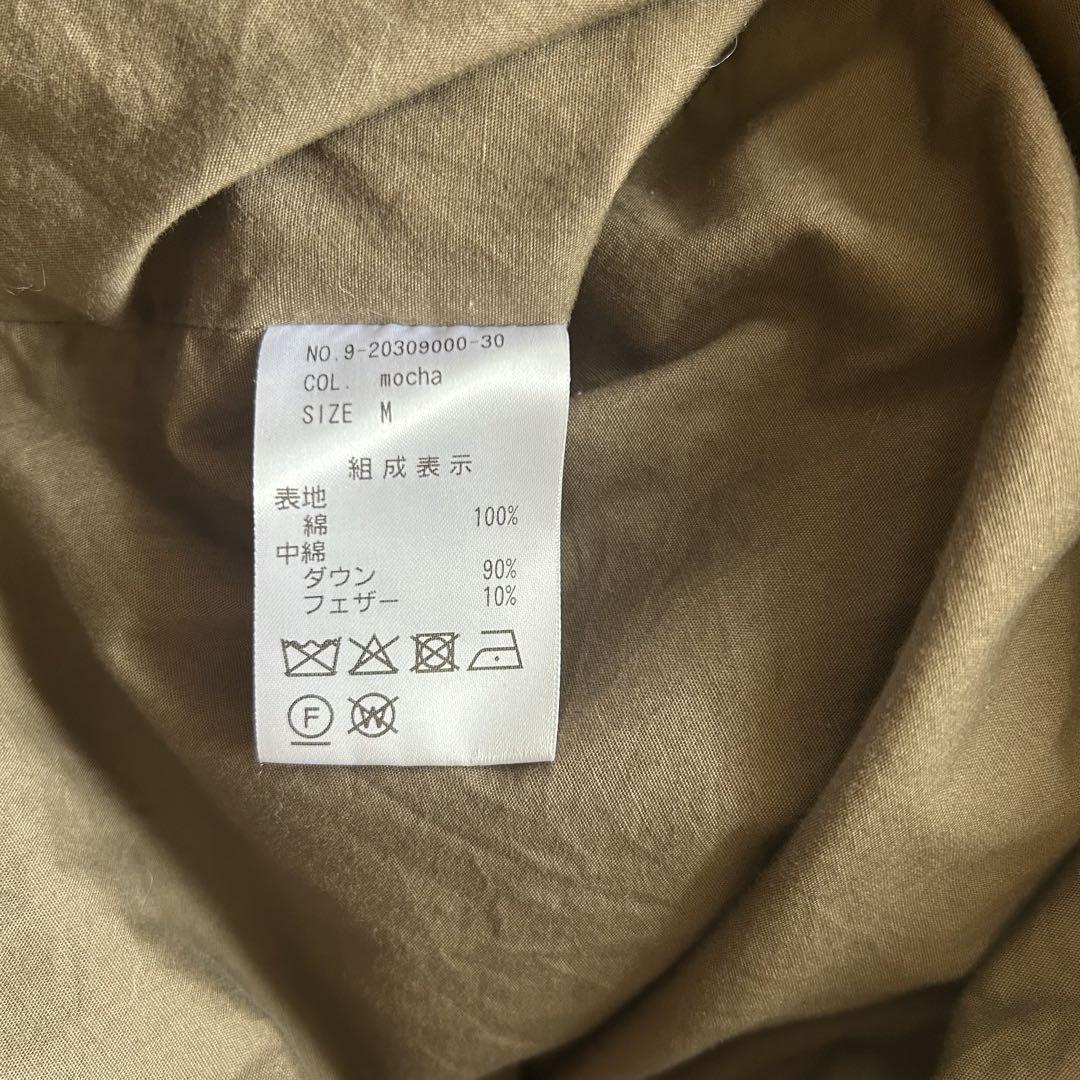 NO.9-20309000-30
COL. mocha
SIZE M
組成表示
表地
綿 100%
中綿
ダウン 90%
フェザー 10%
F W